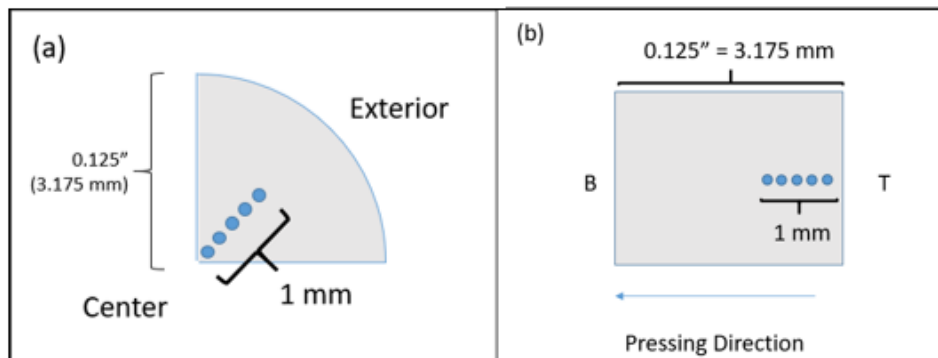 (a)
Exterior
0.125”
(3.175 mm)
Center
1 mm
(b)
0.125” = 3.175 mm
B
T
1 mm
Pressing Direction